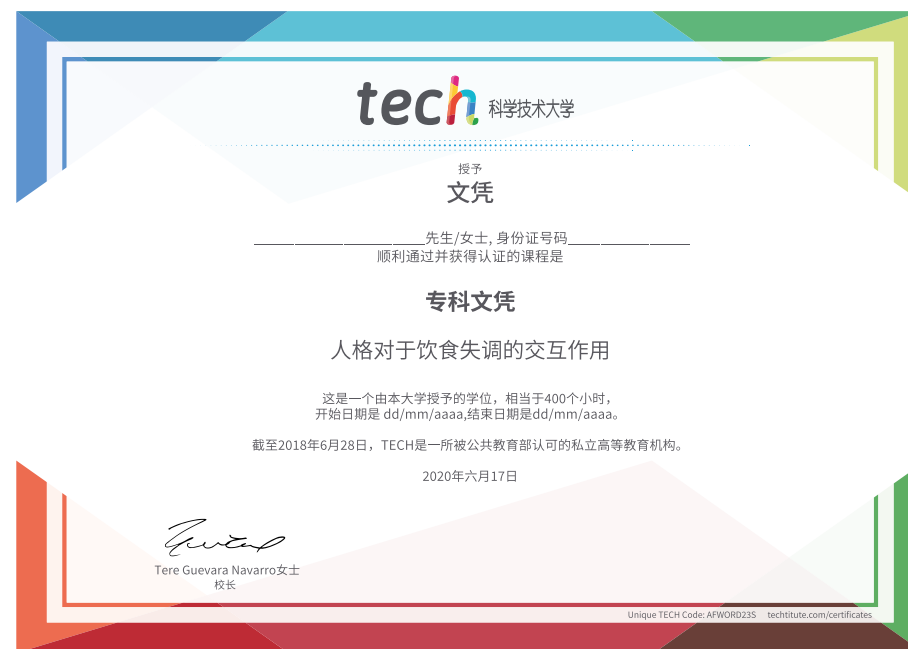 tech 科学技术大学
授予
文凭
____________________先生/女士, 身份证号码_______________
顺利通过并获得认证的课程是
专科文凭
人格对于饮食失调的交互作用
这是一个由本大学授予的学位，相当于400个小时，
开始日期是 dd/mm/aaaa,结束日期是dd/mm/aaaa。
截至2018年6月28日，TECH是一所被公共教育部认可的私立高等教育机构。
2020年六月17日
Tere Guevara Navarro女士
校长
Unique TECH Code: AFWORD23S techtitute.com/certificates